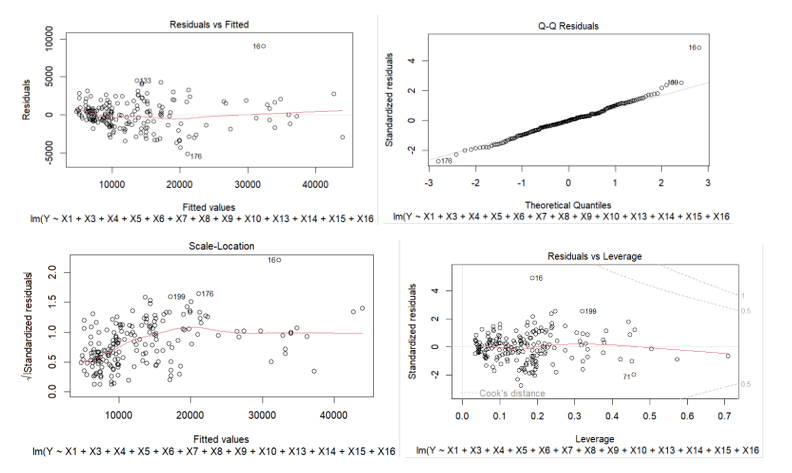 Residuals vs Fitted
Residuals
10000
5000
0
-5000
16
133
176
10000 20000 30000 40000
Fitted values
lm(Y ~ X1 + X3 + X4 + X5 + X6 + X7 + X8 + X9 + X10 + X13 + X14 + X15 + X16
Q-Q Residuals
Standardized residuals
4
2
0
-2
16
199
176
-3 -2 -1 0 1 2 3
Theoretical Quantiles
lm(Y ~ X1 + X3 + X4 + X5 + X6 + X7 + X8 + X9 + X10 + X13 + X14 + X15 + X16
Scale-Location
√|Standardized residuals|
2.0
1.5
1.0
0.5
0.0
16
199
176
10000 20000 30000 40000
Fitted values
lm(Y ~ X1 + X3 + X4 + X5 + X6 + X7 + X8 + X9 + X10 + X13 + X14 + X15 + X16
Residuals vs Leverage
Standardized residuals
4
2
0
-2
16
199
71
1
0.5
0.5
Cook's distance
0.0 0.1 0.2 0.3 0.4 0.5 0.6 0.7
Leverage
lm(Y ~ X1 + X3 + X4 + X5 + X6 + X7 + X8 + X9 + X10 + X13 + X14 + X15 + X16